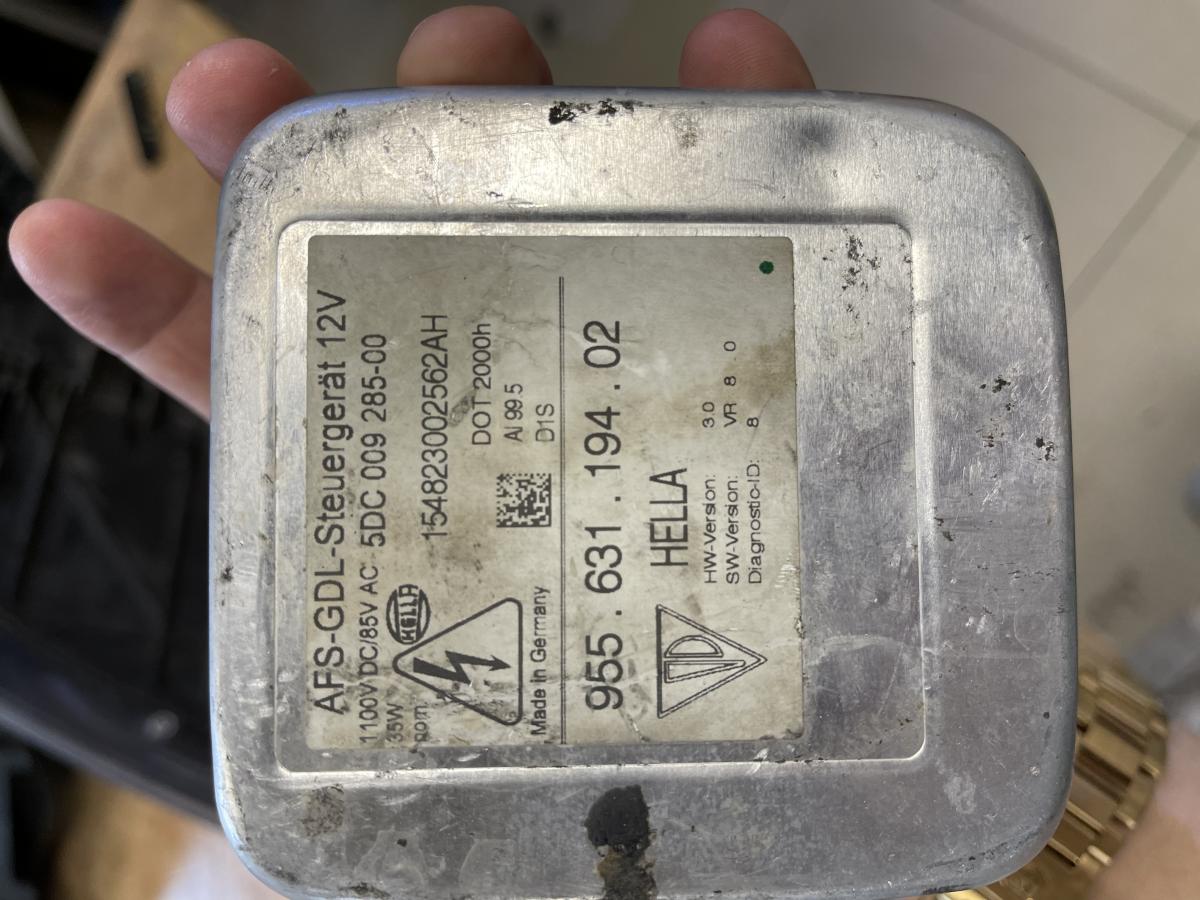 AFS-GDL-Steuergerät 12V
1100V DC/85V AC 5DC 009 285-00
35W
nom.
HELLA
154823002562AH
DOT 2000h
AI 99.5
D1S
Made in Germany
955.631.194.02
HELLA
HW-Version: 3.0
SW-Version: VR 8.0
Diagnostic-ID: 8